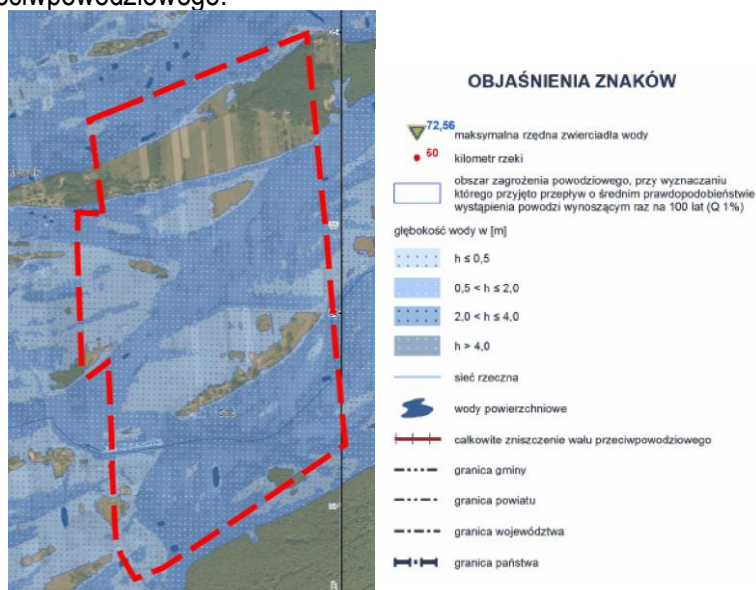 OBJAŚNIENIA ZNAKÓW
72,56
maksymalna rzędna zwierciadła wody
60
kilometr rzeki
obszar zagrożenia powodziowego, przy wyznaczaniu
którego przyjęto przepływ o średnim prawdopodobieństwie
wystąpienia powodzi wynoszącym raz na 100 lat (Q 1%)
głębokość wody w [m]
h ≤ 0,5
0,5 < h ≤ 2,0
2,0 < h ≤ 4,0
h > 4,0
sieć rzeczna
wody powierzchniowe
całkowite zniszczenie wału przeciwpowodziowego
granica gminy
granica powiatu
granica województwa
granica państwa